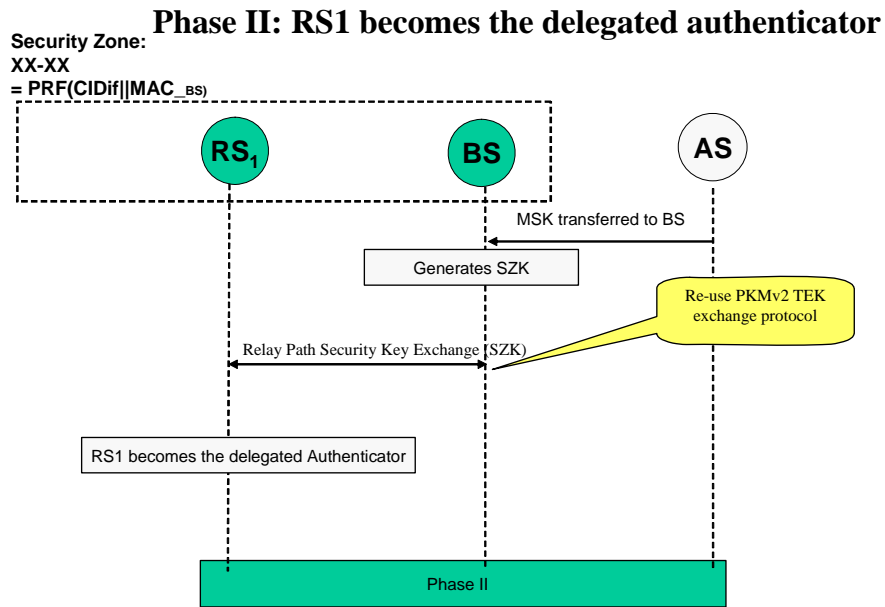 Phase II: RS1 becomes the delegated authenticator
Security Zone:
XX-XX
= PRF(CIDif||MAC_BS)
RS1
BS
AS
MSK transferred to BS
Generates SZK
Re-use PKMv2 TEK
exchange protocol
Relay Path Security Key Exchange (SZK)
RS1 becomes the delegated Authenticator
Phase II